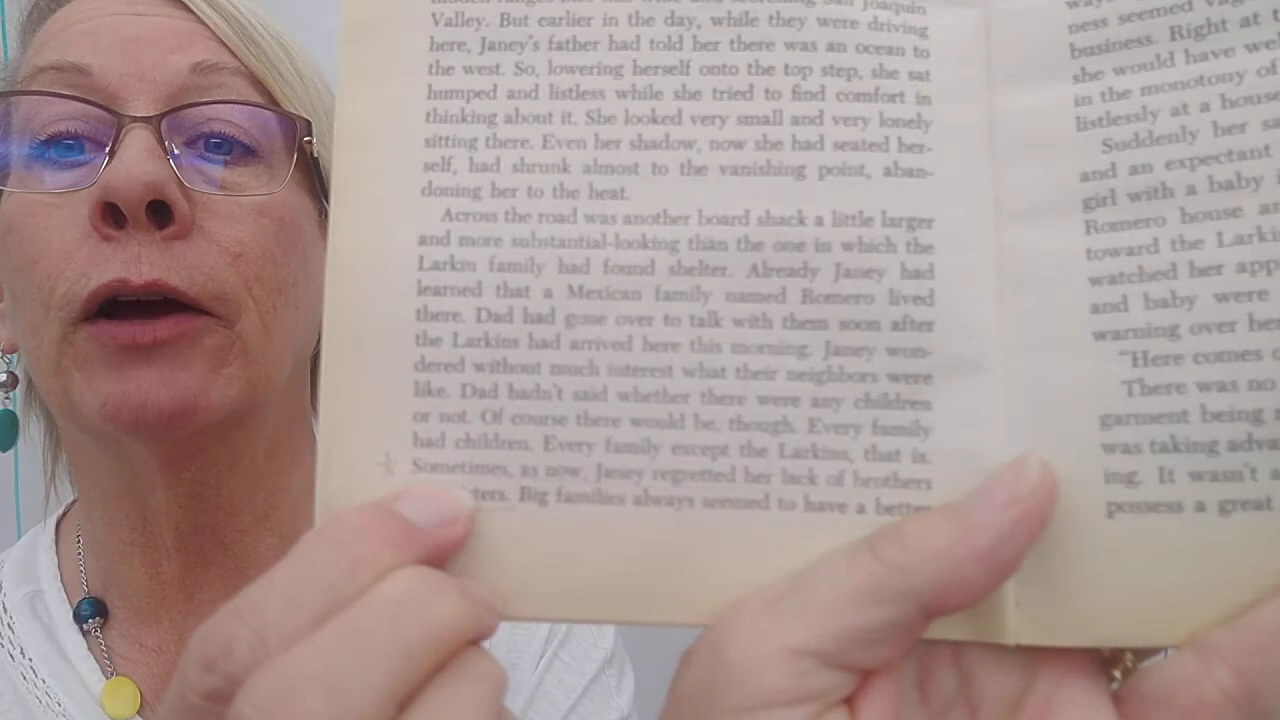 Joaquin
Valley. But earlier in the day, while they were driving
here, Janey's father had told her there was an ocean to
the west. So, lowering herself onto the top step, she sat
humped and listless while she tried to find comfort in
thinking about it. She looked very small and very lonely
sitting there. Even her shadow, now she had seated her-
self, had shrunk almost to the vanishing point, aban-
doning her to the heat.
Across the road was another board shack a little larger
and more substantial-looking than the one in which the
Larkin family had found shelter. Already Janey had
learned that a Mexican family named Romero lived
there. Dad had gone over to talk with them soon after
the Larkins had arrived here this morning. Janey won-
dered without much interest what their neighbors were
like. Dad hadn't said whether there were any children
or not. Of course there would be, though. Every family
had children. Every family except the Larkins, that is.
Sometimes, as now, Janey regretted her lack of brothers
Big families always seemed to have a better
ness seemed
business. Right at
she would have
in the monotony of
listlessly at a house
Suddenly her
and an expectant
girl with a baby
Romero house
toward the
watched her
and baby were
warning over
"Here comes
There was no
garment being
was taking
ing. It wasn't
possess a great